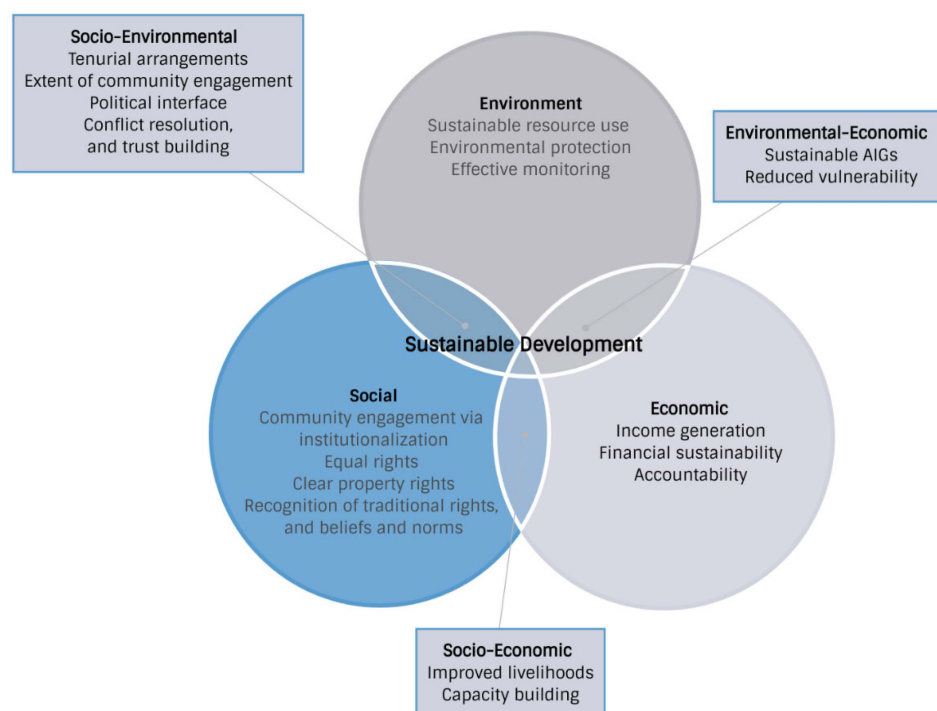 Socio-Environmental
Tenurial arrangements
Extent of community engagement
Political interface
Conflict resolution,
and trust building
Environment
Sustainable resource use
Environmental protection
Effective monitoring
Environmental-Economic
Sustainable AIGs
Reduced vulnerability
Sustainable Development
Social
Community engagement via
institutionalization
Equal rights
Clear property rights
Recognition of traditional rights,
and beliefs and norms
Economic
Income generation
Financial sustainability
Accountability
Socio-Economic
Improved livelihoods
Capacity building